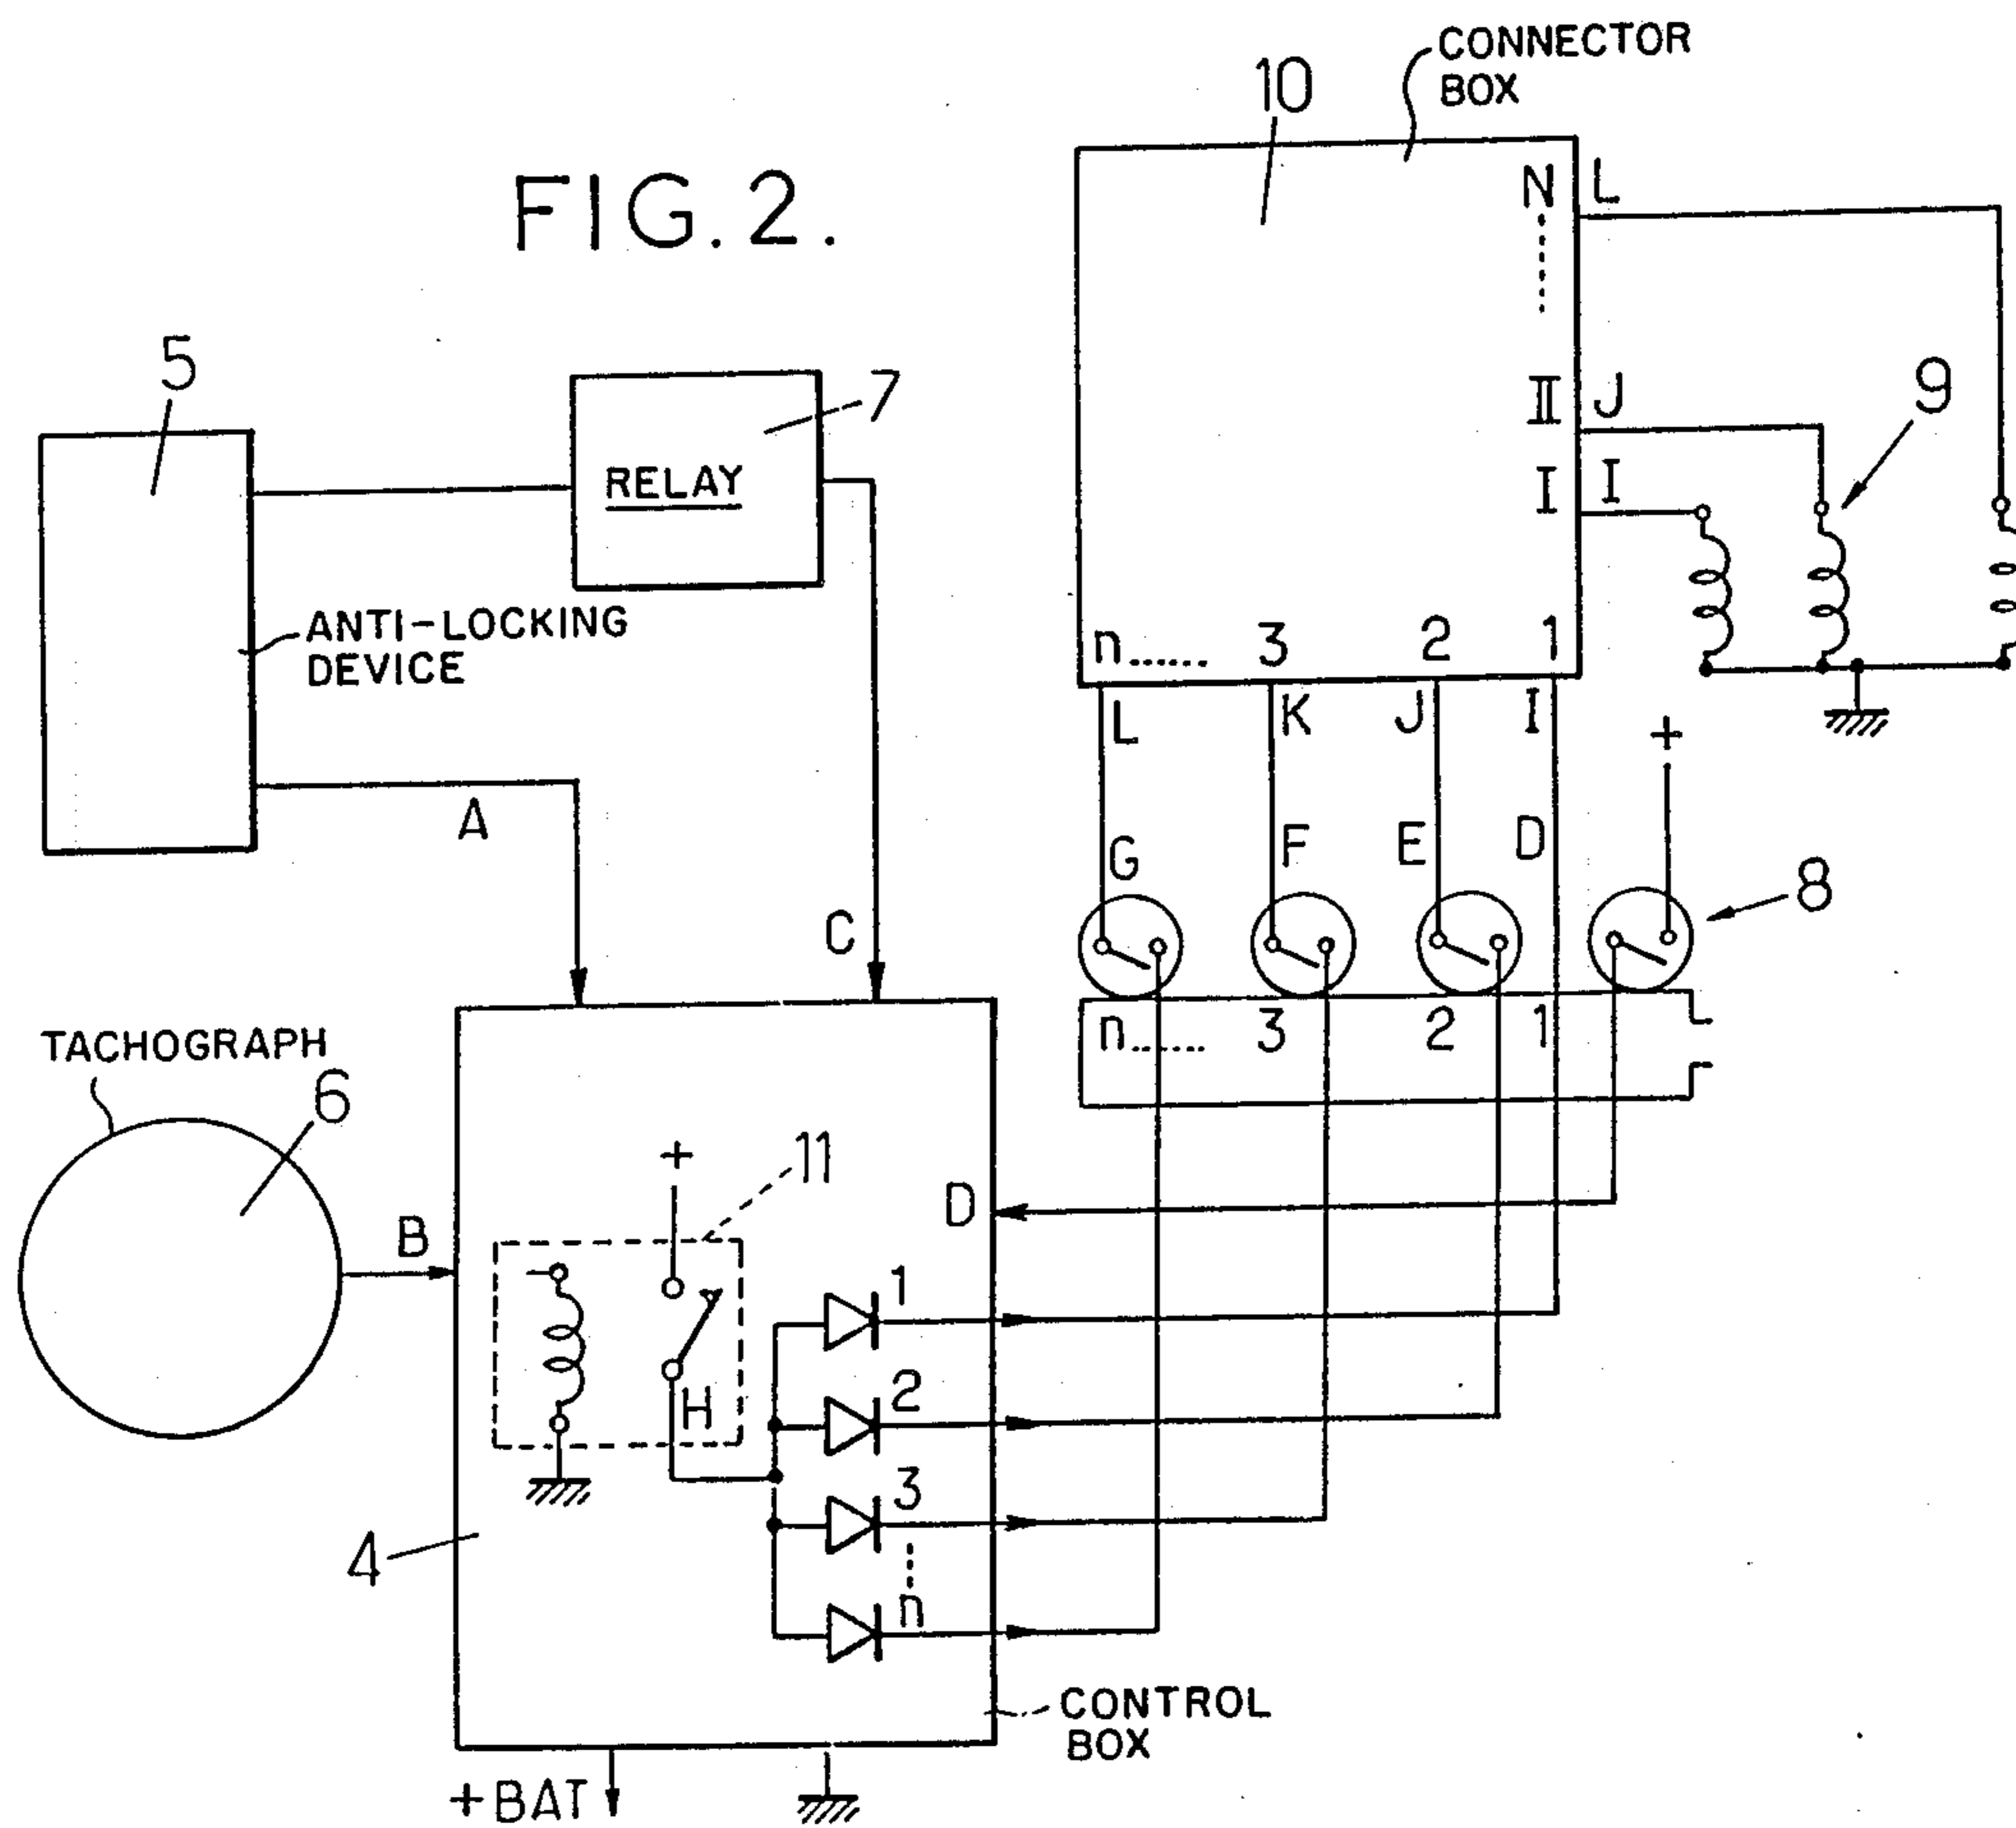 CONNECTOR
BOX
10
FIG. 2.
N L
5
7
RELAY
II J
9
I I
ANTI-LOCKING
DEVICE
n...... 3 2 1
L K J I
+
A
G F E D
8
C
TACHOGRAPH
6
n...... 3 2 1
+
11
B
D
1
H
2
3
n
4
CONTROL
BOX
+BAT